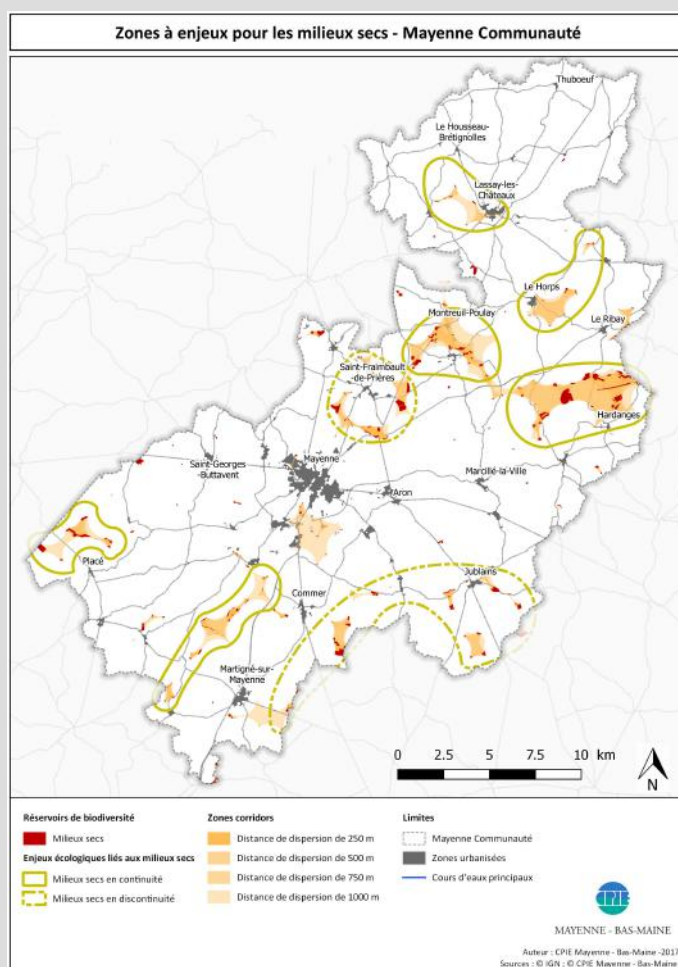 Zones à enjeux pour les milieux secs - Mayenne Communauté
Thuboeuf
Le Housseau-
Brétignolles
Lassay-les-
Châteaux
Le Horps
Montreuil-Poulay
Le Ribay
Saint-Fraimbault
-de-Prières
Hardanges
Mayenne
Saint-Georges
-Buttavent
Marcillé-la-Ville
Aron
Placé
Jublains
Commer
Martigné-sur-
Mayenne
0 2.5 5 7.5 10 km
N
Réservoirs de biodiversité
Milieux secs
Enjeux écologiques liés aux milieux secs
Milieux secs en continuité
Milieux secs en discontinuité
Zones corridors
Distance de dispersion de 250 m
Distance de dispersion de 500 m
Distance de dispersion de 750 m
Distance de dispersion de 1000 m
Limites
Mayenne Communauté
Zones urbanisées
Cours d'eaux principaux
CPIE
MAYENNE - BAS-MAINE
Auteur : CPIE Mayenne - Bas-Maine -2017
Sources : © IGN : © CPIE Mayenne - Bas-Maine